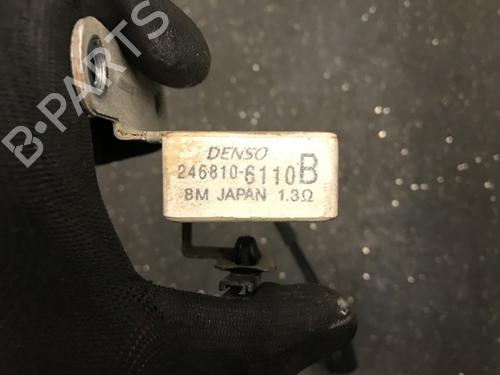 B-PARTS
DENSO
246810-6110B
8M JAPAN 1.3Ω